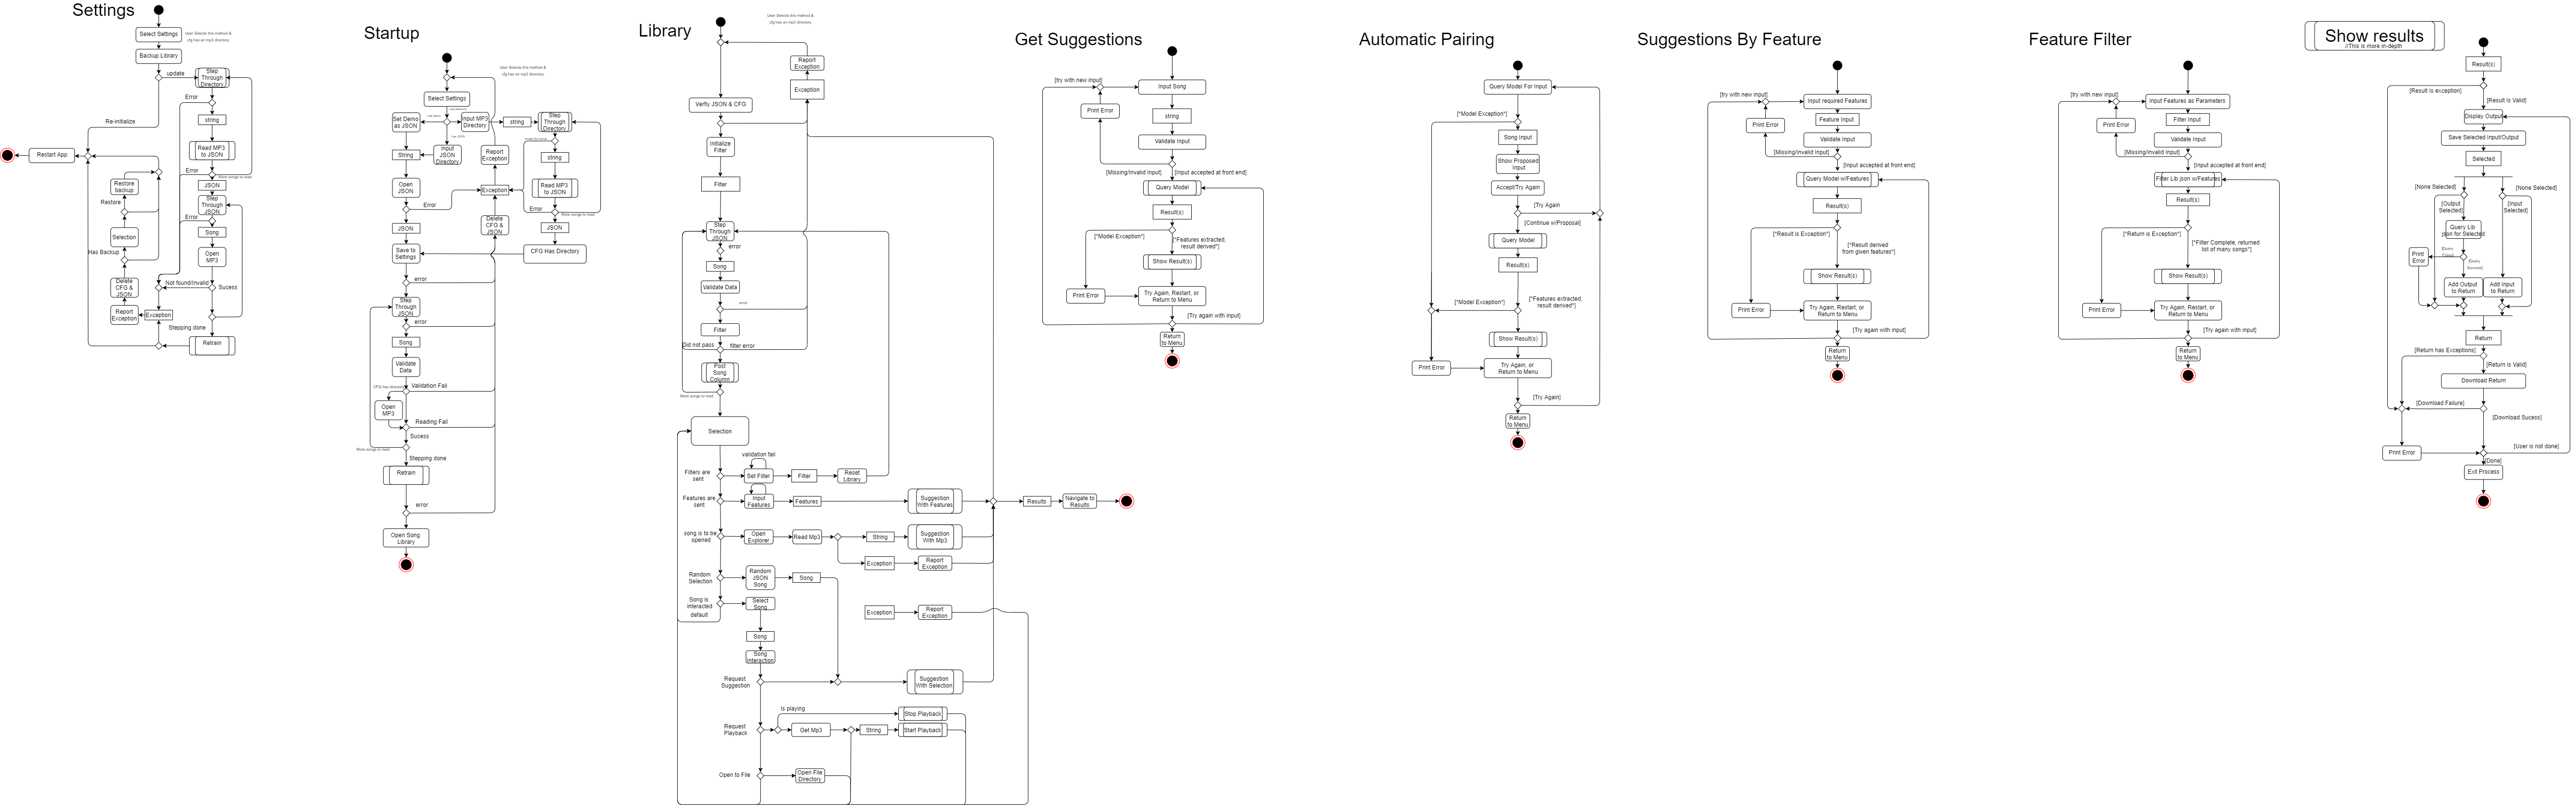 Settings
Select Settings
User Selects this method &
cfg has an mp3 directory
Backup Library
update
Step
Through
Directory
Error
string
Re-initialize
Read MP3
to JSON
Restart App
Error
More songs to read
JSON
Restore
backup
Step
Through
JSON
Restore
Error
Song
Selection
Open
MP3
Has Backup
Delete
CFG &
JSON
Not found/Invalid
Sucess
Report
Exception
Exception
Stepping done
Retrain
Startup
User Selects this method &
cfg has an mp3 directory
Select Settings
Set Demo
as JSON
Input MP3
Directory
string
Step
Through
Directory
String
Input
JSON
Directory
Report
Exception
string
Open
JSON
Exception
Read MP3
to JSON
Error
Error
More songs to read
JSON
Delete
CFG &
JSON
JSON
Save to
Settings
CFG Has Directory
error
Step
Through
JSON
error
Song
Validate
Data
CFG has directory
Validation Fail
Open
MP3
Reading Fail
Sucess
More songs to read
Stepping done
Retrain
error
Open Song
Library
Library
User Selects this method &
cfg has an mp3 directory
Report
Exception
Exception
Verfiy JSON & CFG
Initialize
Filter
Filter
Step
Through
JSON
error
Song
Validate Data
error
Filter
Did not pass
filter error
Post
Song
Column
More songs to read
Selection
validation fail
Filters are
sent
Set Filter
Filter
Reset
Library
Features are
sent
Input
Features
Features
Suggestion
With Features
Results
Navigate to
Results
song is to be
opened
Open
Explorer
Read Mp3
String
Suggestion
With Mp3
Exception
Report
Exception
Random
Selection
Random
JSON
Song
Song
Song is
interacted
default
Select
Song
Exception
Report
Exception
Song
Song
Interaction
Request
Suggestion
Suggestion
With Selection
Is playing
Stop Playback
Request
Playback
Get Mp3
String
Start Playback
Open to File
Open File
Directory
Get Suggestions
[try with new input]
Input Song
Print Error
string
Validate Input
[Missing/Invalid Input]
[Input accepted at front end]
Query Model
Result(s)
[*Model Exception*]
[*Features extracted,
result derived*]
Show Result(s)
Print Error
Try Again, Restart, or
Return to Menu
[Try again with input]
Return
to Menu
Automatic Pairing
Query Model For Input
[*Model Exception]
Song Input
Show Proposed
Input
Accept/Try Again
[Try Again
[Continue w/Proposal]
Query Model
Result(s)
[*Model Exception*]
[*Features extracted,
result derived*]
Show Result(s)
Print Error
Try Again, or
Return to Menu
[Try Again]
Return
to Menu
Suggestions By Feature
[try with new input]
Input required Features
Print Error
Feature Input
Validate Input
[Missing/Invalid Input]
[Input accepted at front end]
Query Model w/Features
Result(s)
[*Result is Exception*]
[*Result derived
from given features*]
Show Result(s)
Print Error
Try Again, Restart, or
Return to Menu
[Try again with input]
Return
to Menu
Feature Filter
[try with new input]
Input Features as Parameters
Print Error
Filter Input
Validate Input
[Missing/Invalid Input]
[Input accepted at front end]
Filter Lib json w/Features
Result(s)
[*Return is Exception*]
[*Filter Complete, returned
list of many songs*]
Show Result(s)
Print Error
Try Again, Restart, or
Return to Menu
[Try again with input]
Return
to Menu
Show results
//This is more in-depth
Result(s)
[Result Is exception]
[Result Is Valid]
Display Output
Save Selected Input/Output
Selected
[None Selected]
[None Selected]
[Output
Selected]
[Input
Selected]
Query Lib
json for Selected
Print
Error
[Query
Failed]
[Query
Success]
Add Output
to Return
Add Input
to Return
Return
[Return has Exceptions]
[Return is Valid]
Download Return
[Download Failure]
[Download Sucess]
[User is not done]
Print Error
[Done]
Exit Process